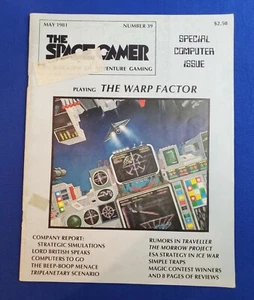 MAY 1981
NUMBER 39
$2.50
THE
SPACE GAMER
VENTURE GAMING
SPECIAL
COMPUTER
ISSUE
PLAYING THE WARP FACTOR
COMPANY REPORT:
STRATEGIC SIMULATIONS
LORD BRITISH SPEAKS
COMPUTERS TO GO
THE BEEP-BOOP MENACE
TRIPLANETARY SCENARIO
RUMORS IN TRAVELLER
THE MORROW PROJECT
ESA STRATEGY IN ICE WAR
SIMPLE TRAPS
MAGIC CONTEST WINNERS
AND 8 PAGES OF REVIEWS